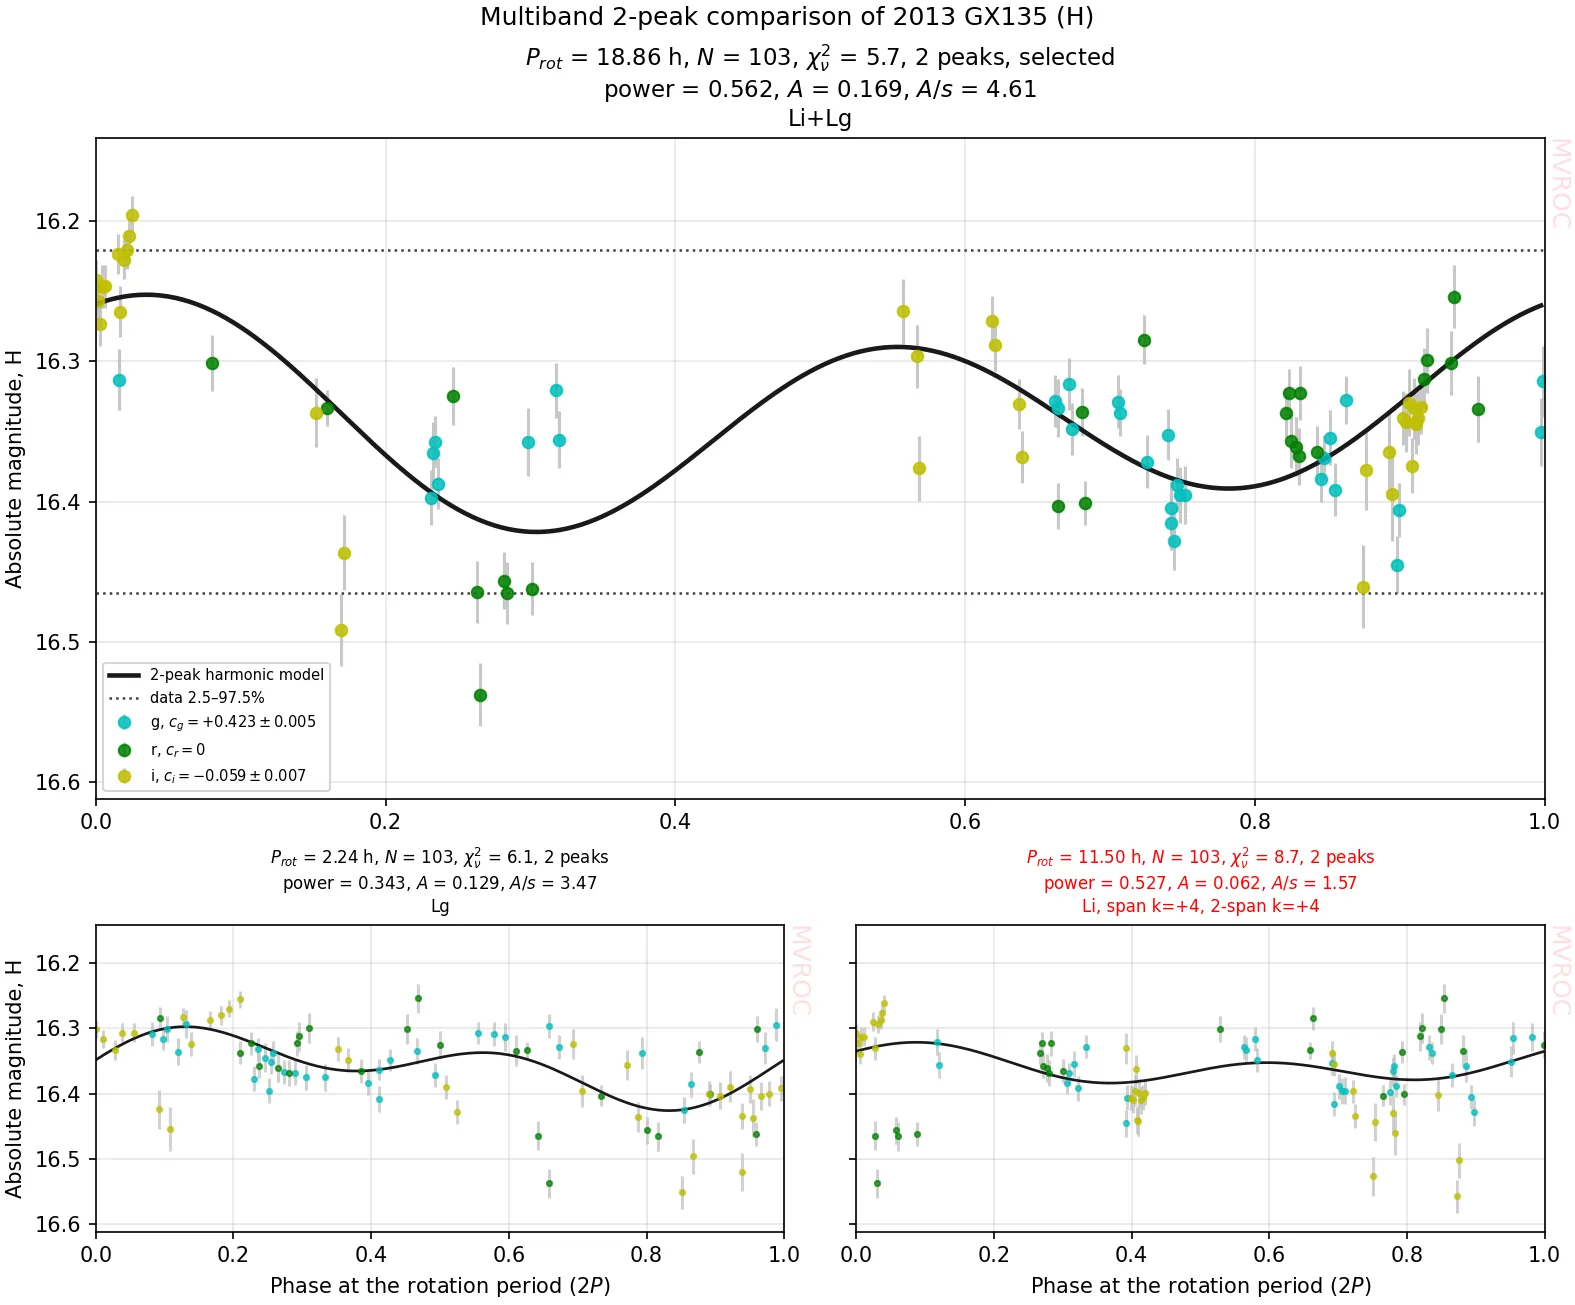 Multiband 2-peak comparison of 2013 GX135 (H)
P_rot = 18.86 h, N = 103, χ²_ν = 5.7, 2 peaks, selected
power = 0.562, A = 0.169, A/s = 4.61
Li+Lg
MVROC
Absolute magnitude, H
16.2
16.3
16.4
16.5
16.6
2-peak harmonic model
data 2.5–97.5%
g, c_g = +0.423 ± 0.005
r, c_r = 0
i, c_i = −0.059 ± 0.007
0.0 0.2 0.4 0.6 0.8 1.0
P_rot = 2.24 h, N = 103, χ²_ν = 6.1, 2 peaks
power = 0.343, A = 0.129, A/s = 3.47
Lg
MVROC
Absolute magnitude, H
16.2
16.3
16.4
16.5
16.6
0.0 0.2 0.4 0.6 0.8 1.0
Phase at the rotation period (2P)
P_rot = 11.50 h, N = 103, χ²_ν = 8.7, 2 peaks
power = 0.527, A = 0.062, A/s = 1.57
Li, span k=+4, 2-span k=+4
MVROC
0.0 0.2 0.4 0.6 0.8 1.0
Phase at the rotation period (2P)